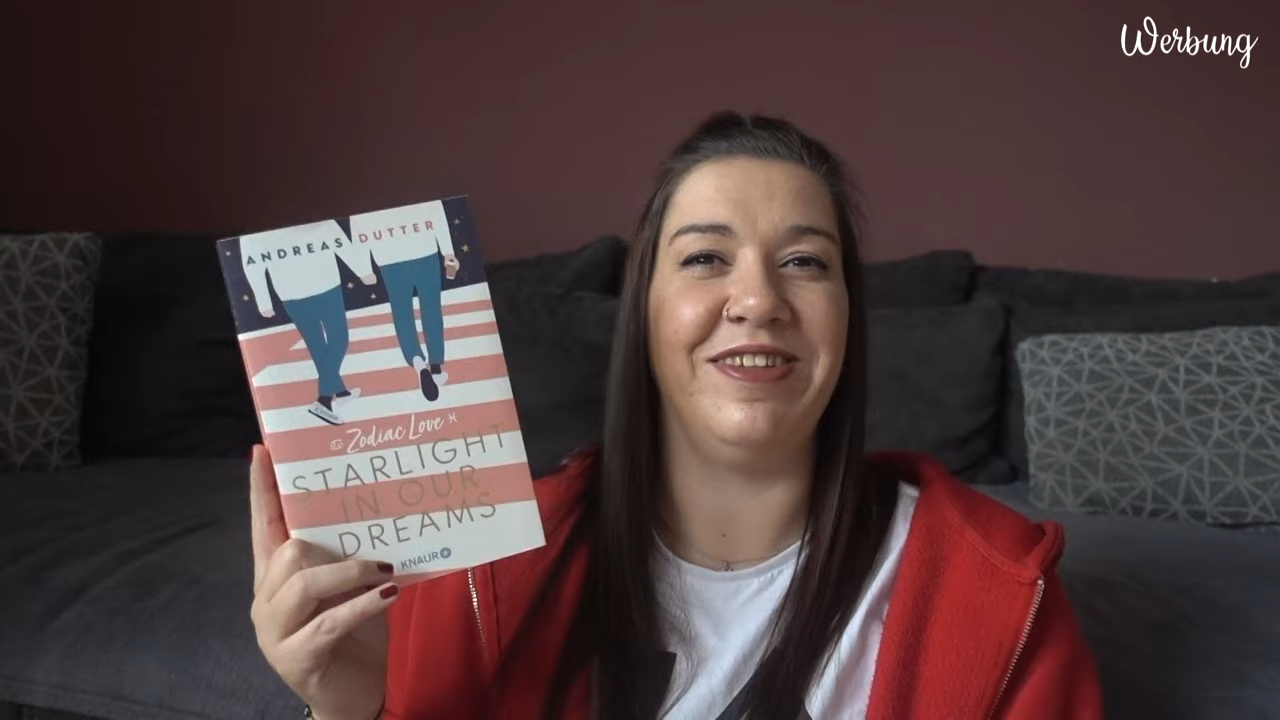 Werbung
ANDREAS DUTTER
Zodiac Love
STARLIGHT
IN OUR
DREAMS
KNAUR